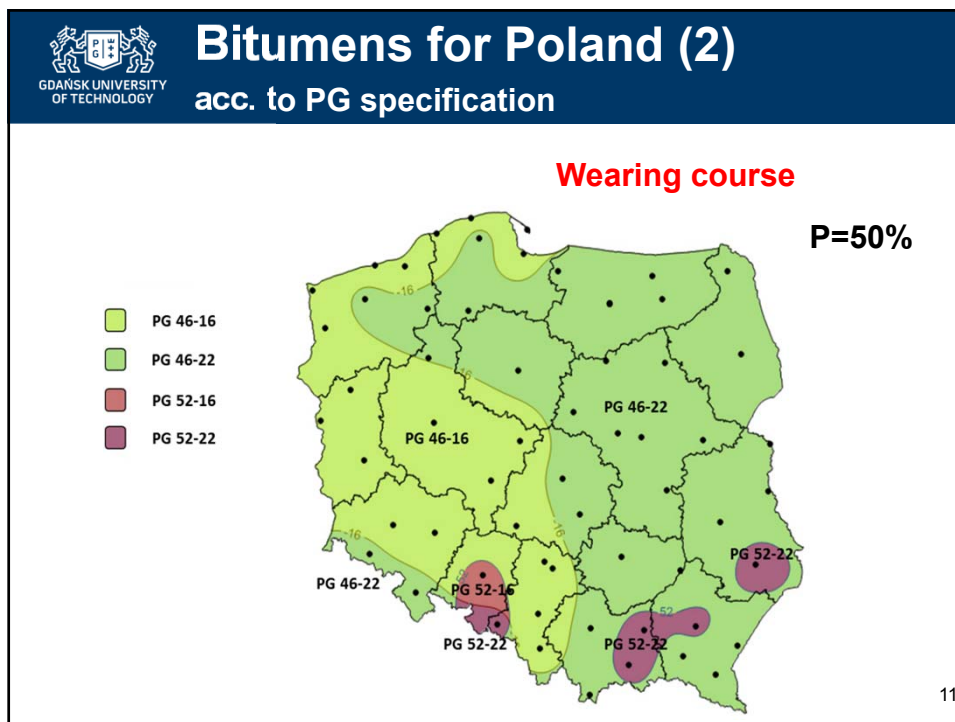 GDAŃSK UNIVERSITY
OF TECHNOLOGY
P G
Bitumens for Poland (2)
acc. to PG specification
Wearing course
P=50%
PG 46-16
PG 46-22
PG 52-16
PG 52-22
-16
-16
PG 46-22
PG 46-16
-16
-16
PG 52-22
PG 46-22
52
PG 52-16
52
PG 52-22
PG 52-22
11